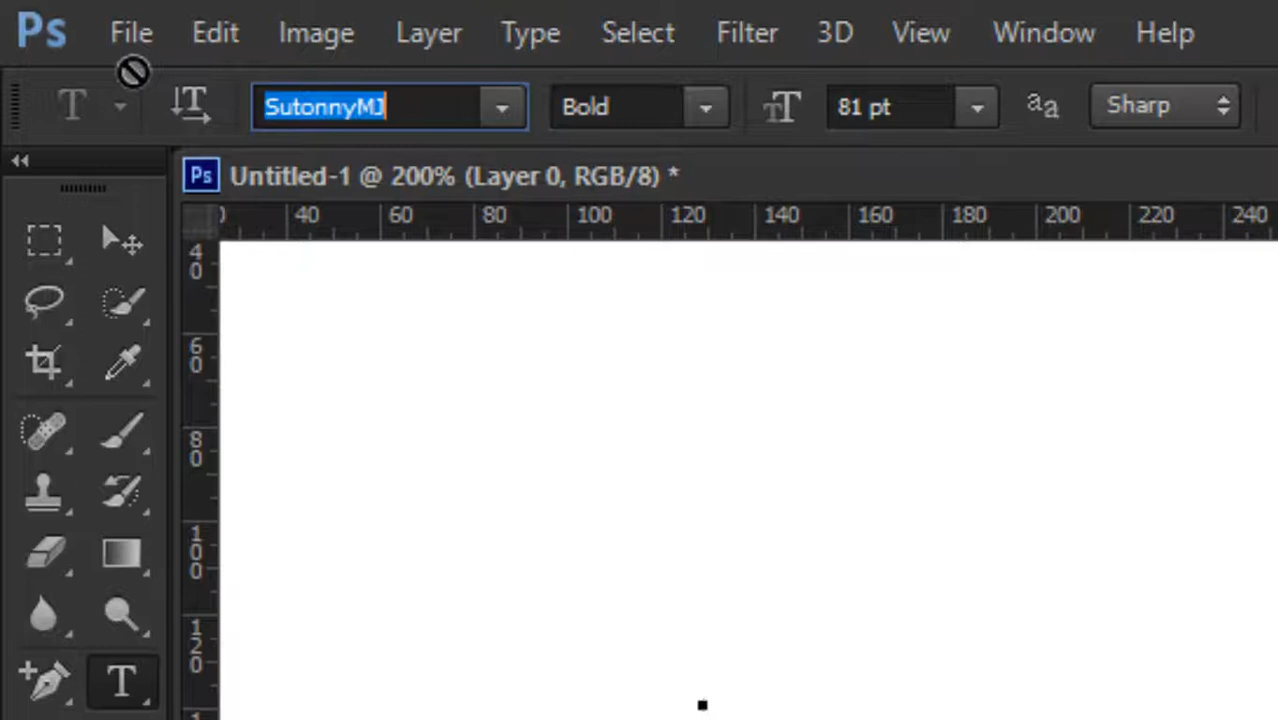 Ps File Edit Image Layer Type Select Filter 3D View Window Help
T T SutonnyMJ Bold TT 81 pt aa Sharp
Ps Untitled-1 @ 200% (Layer 0, RGB/8) *
40 60 80 100 120 140 160 180 200 220 240
40
60
80
100
120
T